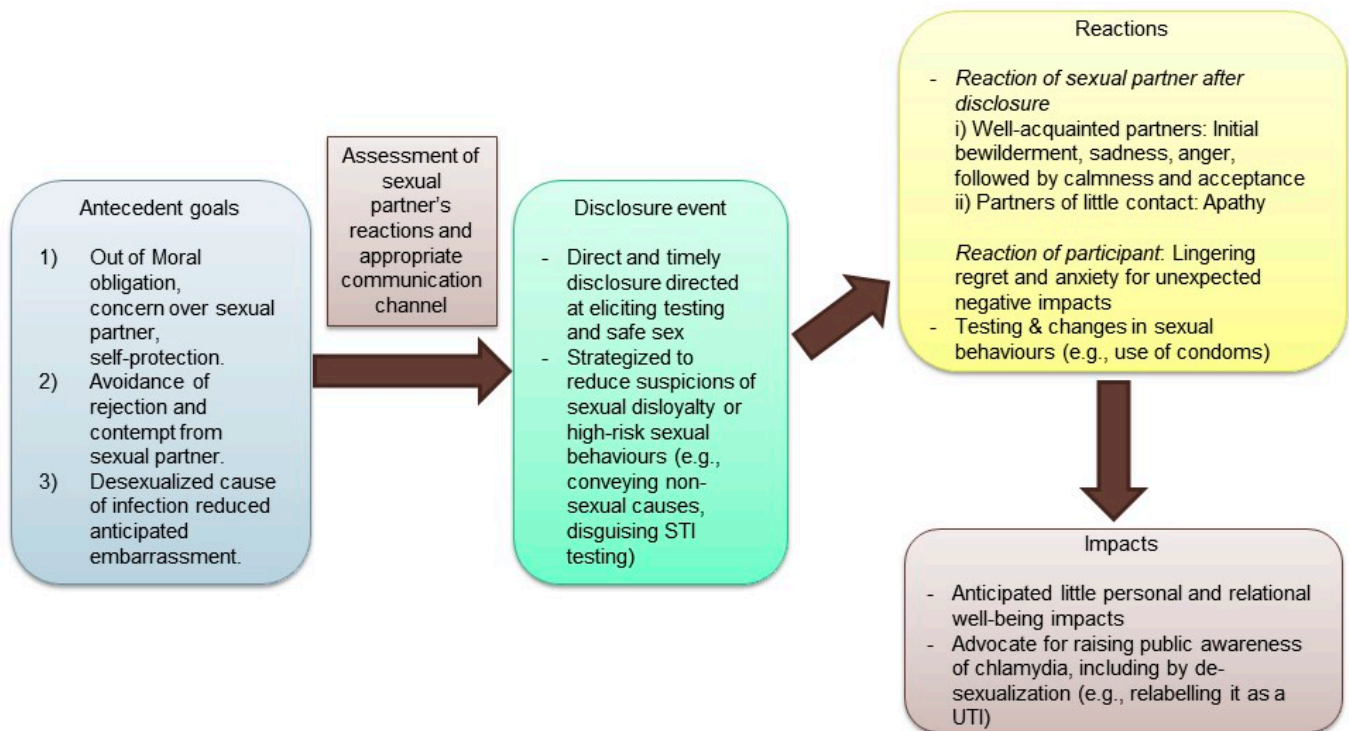 Antecedent goals
1) Out of Moral
obligation,
concern over sexual
partner,
self-protection.
2) Avoidance of
rejection and
contempt from
sexual partner.
3) Desexualized cause
of infection reduced
anticipated
embarrassment.
Assessment of
sexual
partner’s
reactions and
appropriate
communication
channel
Disclosure event
- Direct and timely
disclosure directed
at eliciting testing
and safe sex
- Strategized to
reduce suspicions of
sexual disloyalty or
high-risk sexual
behaviours (e.g.,
conveying non-
sexual causes,
disguising STI
testing)
Reactions
- Reaction of sexual partner after
disclosure
i) Well-acquainted partners: Initial
bewilderment, sadness, anger,
followed by calmness and acceptance
ii) Partners of little contact: Apathy
Reaction of participant: Lingering
regret and anxiety for unexpected
negative impacts
- Testing & changes in sexual
behaviours (e.g., use of condoms)
Impacts
- Anticipated little personal and relational
well-being impacts
- Advocate for raising public awareness
of chlamydia, including by de-
sexualization (e.g., relabelling it as a
UTI)